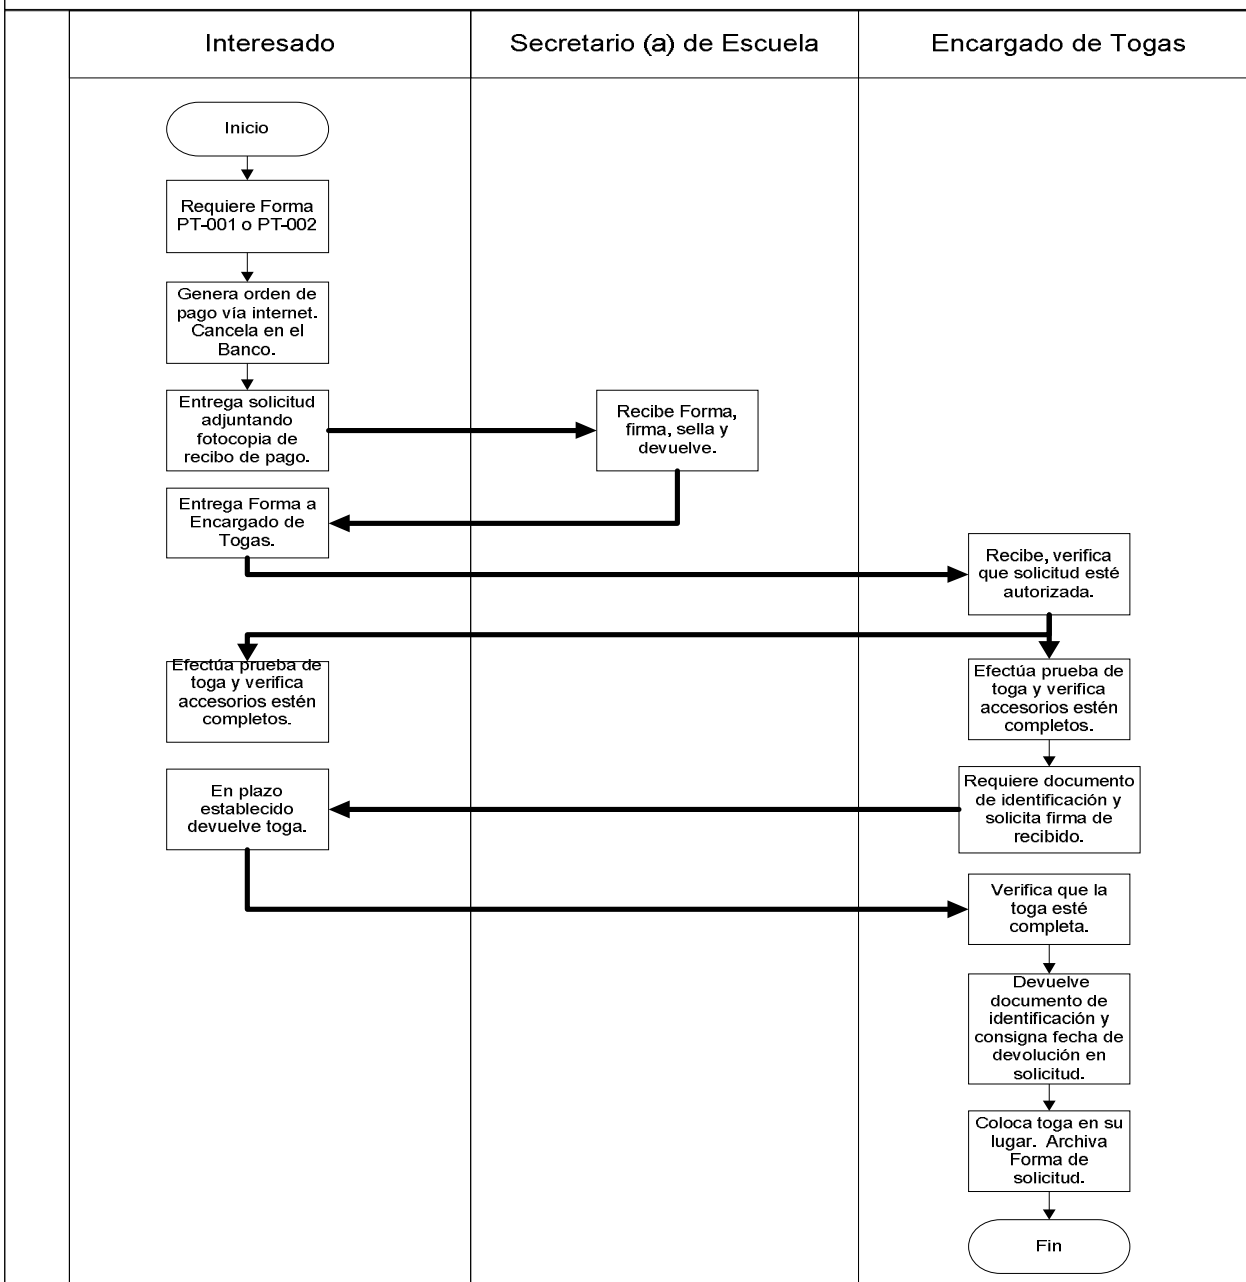 Interesado
Secretario (a) de Escuela
Encargado de Togas
Inicio
Requiere Forma
PT-001 o PT-002
Genera orden de
pago vía internet.
Cancela en el
Banco.
Entrega solicitud
adjuntando
fotocopia de
recibo de pago.
Recibe Forma,
firma, sella y
devuelve.
Entrega Forma a
Encargado de
Togas.
Recibe, verifica
que solicitud esté
autorizada.
Efectúa prueba de
toga y verifica
accesorios estén
completos.
Efectúa prueba de
toga y verifica
accesorios estén
completos.
Requiere documento
de identificación y
solicita firma de
recibido.
En plazo
establecido
devuelve toga.
Verifica que la
toga esté
completa.
Devuelve
documento de
identificación y
consigna fecha de
devolución en
solicitud.
Coloca toga en su
lugar. Archiva
Forma de
solicitud.
Fin